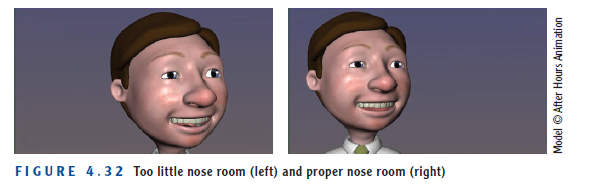 Model © After Hours Animation
FIGURE 4.32 Too little nose room (left) and proper nose room (right)